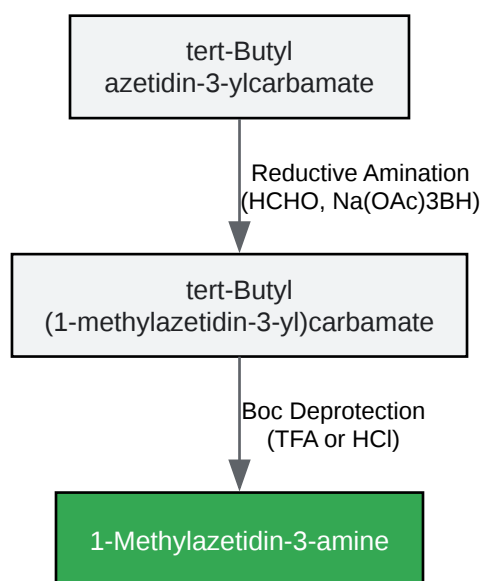 tert-Butyl
azetidin-3-ylcarbamate
Reductive Amination
(HCHO, Na(OAc)3BH)
tert-Butyl
(1-methylazetidin-3-yl)carbamate
Boc Deprotection
(TFA or HCl)
1-Methylazetidin-3-amine